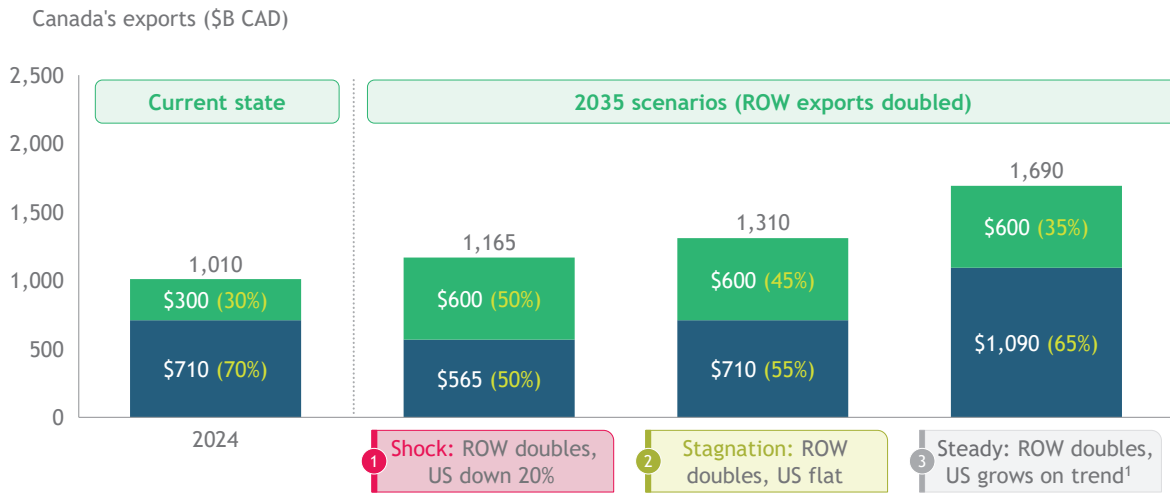 Canada's exports ($B CAD)
2,500
2,000
1,500
1,000
500
0
Current state
2035 scenarios (ROW exports doubled)
1,010
$300 (30%)
$710 (70%)
2024
1,165
$600 (50%)
$565 (50%)
1,310
$600 (45%)
$710 (55%)
1,690
$600 (35%)
$1,090 (65%)
1 Shock: ROW doubles,
US down 20%
2 Stagnation: ROW
doubles, US flat
3 Steady: ROW doubles,
US grows on trend¹